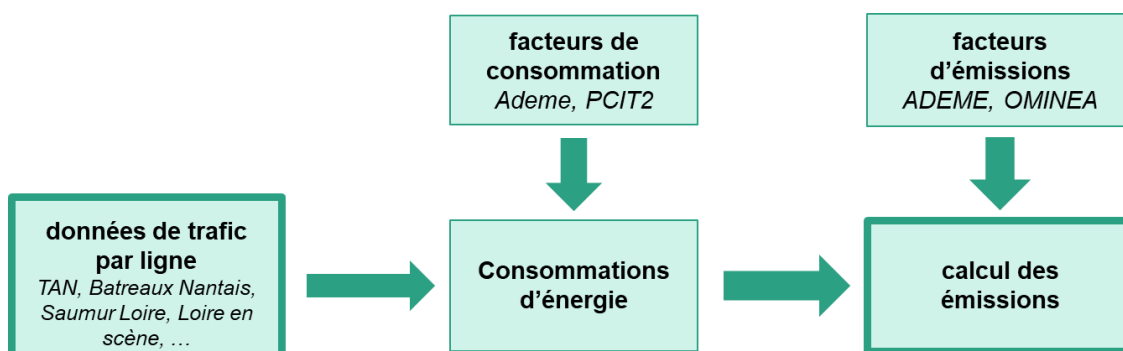 facteurs de
consommation
Ademe, PCIT2
facteurs
d'émissions
ADEME, OMINEA
données de trafic
par ligne
TAN, Batreaux Nantais,
Saumur Loire, Loire en
scène, ...
Consommations
d'énergie
calcul des
émissions